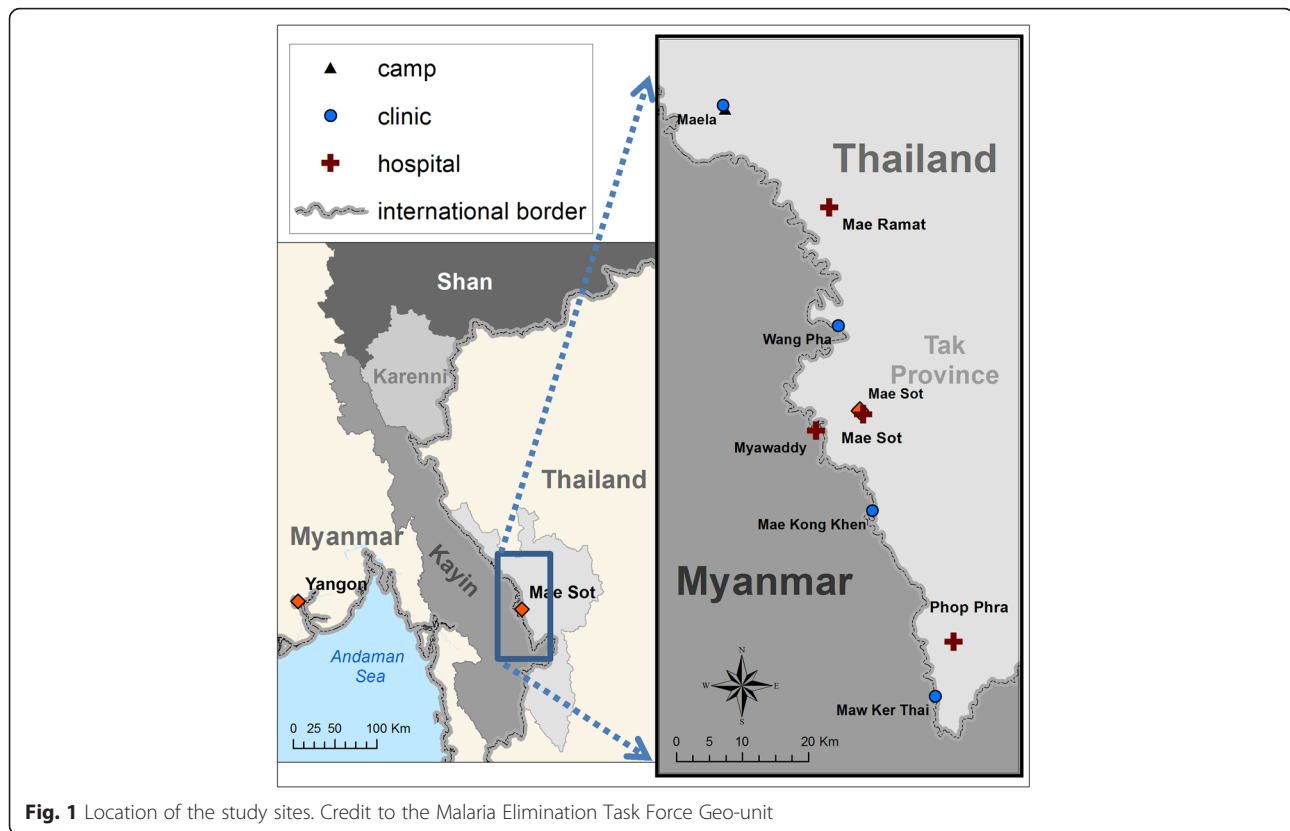 camp
clinic
hospital
international border
Shan
Karenni
Thailand
Myanmar
Kayin
Yangon
Mae Sot
Andaman
Sea
0 25 50 100 Km
Maela
Thailand
Mae Ramat
Wang Pha
Tak
Province
Mae Sot
Mae Sot
Myawaddy
Mae Kong Khen
Myanmar
Phop Phra
N
W E
S
Maw Ker Thai
0 5 10 20 Km
Fig. 1 Location of the study sites. Credit to the Malaria Elimination Task Force Geo-unit